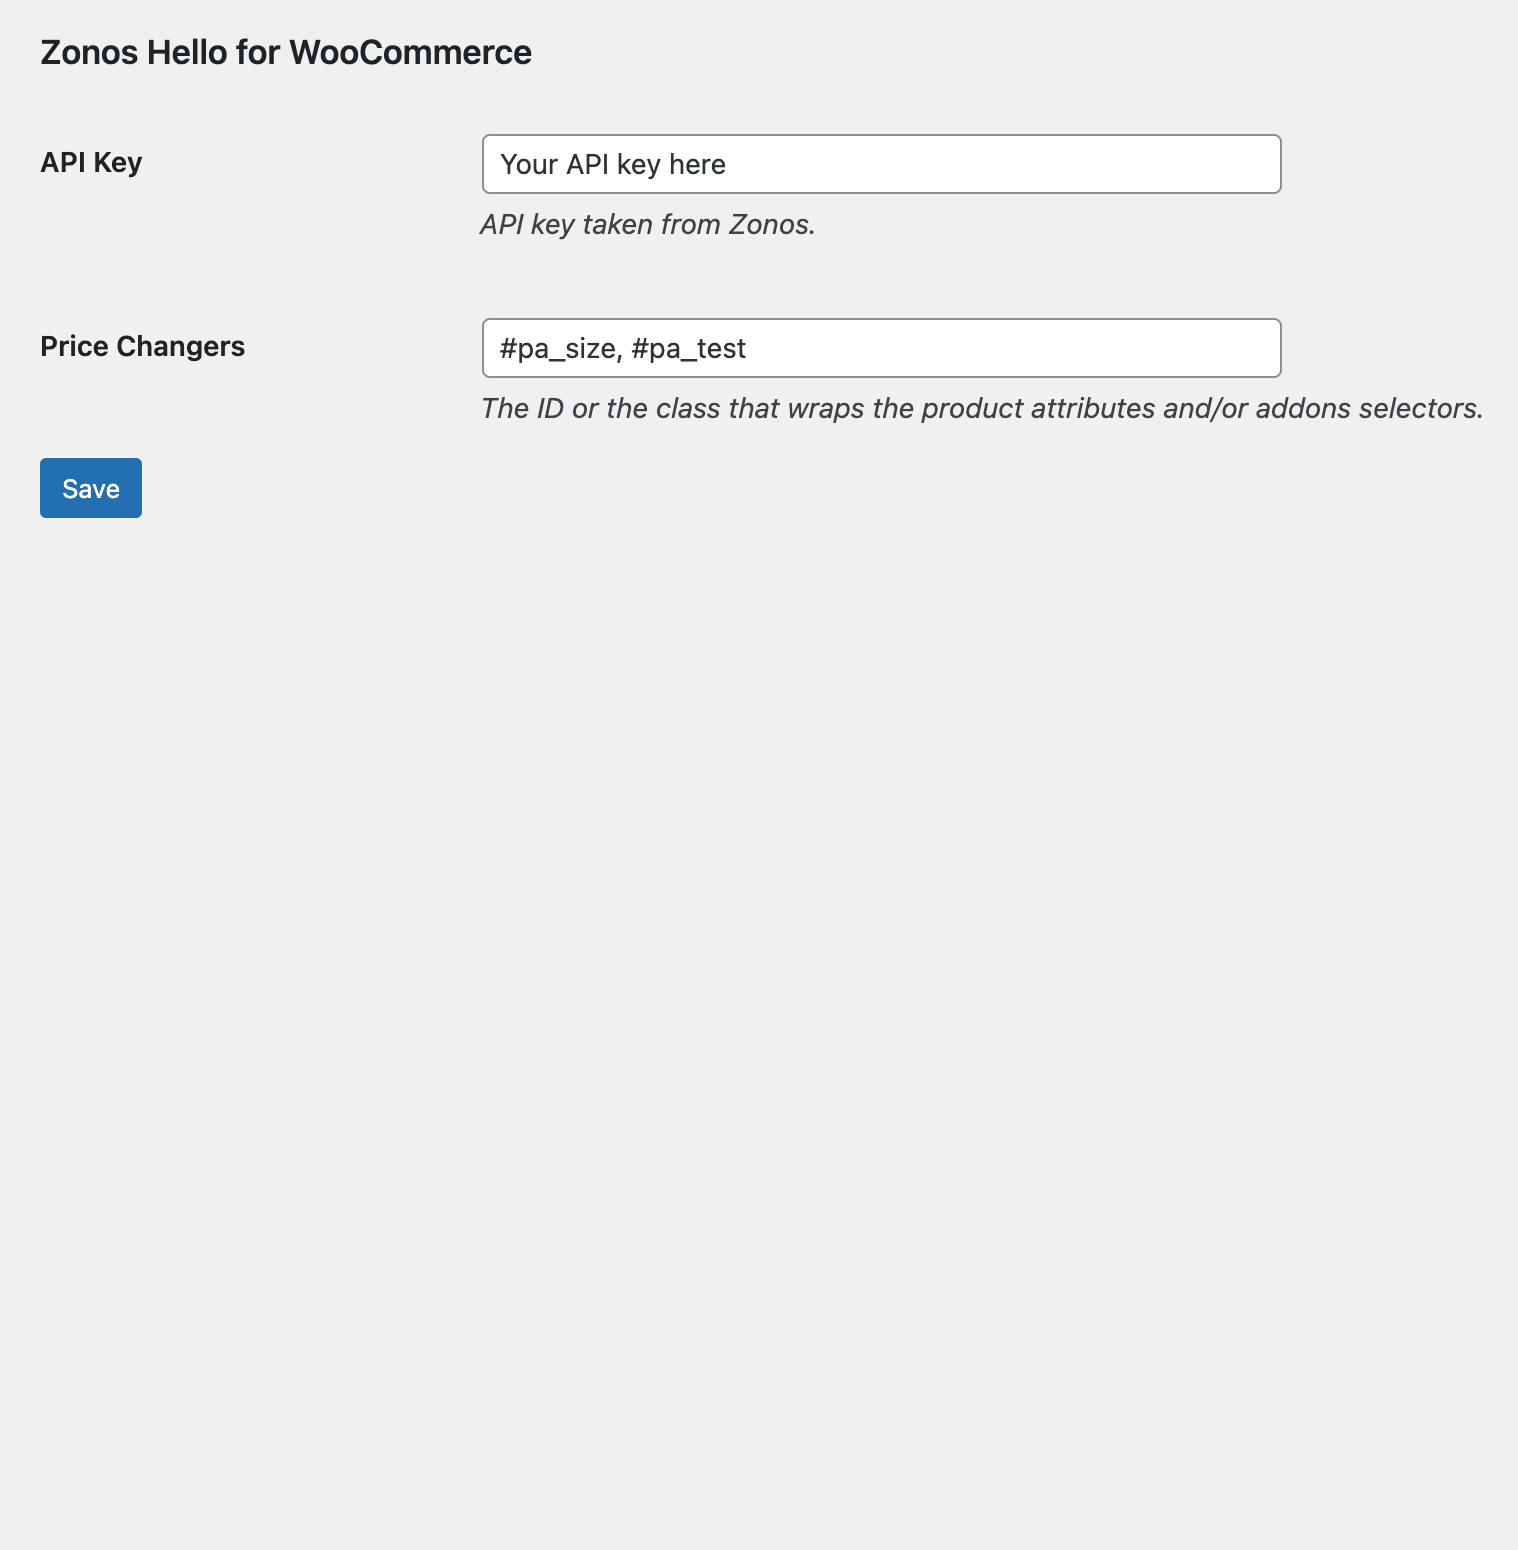 Zonos Hello for WooCommerce
API Key
Your API key here
API key taken from Zonos.
Price Changers
#pa_size, #pa_test
The ID or the class that wraps the product attributes and/or addons selectors.
Save